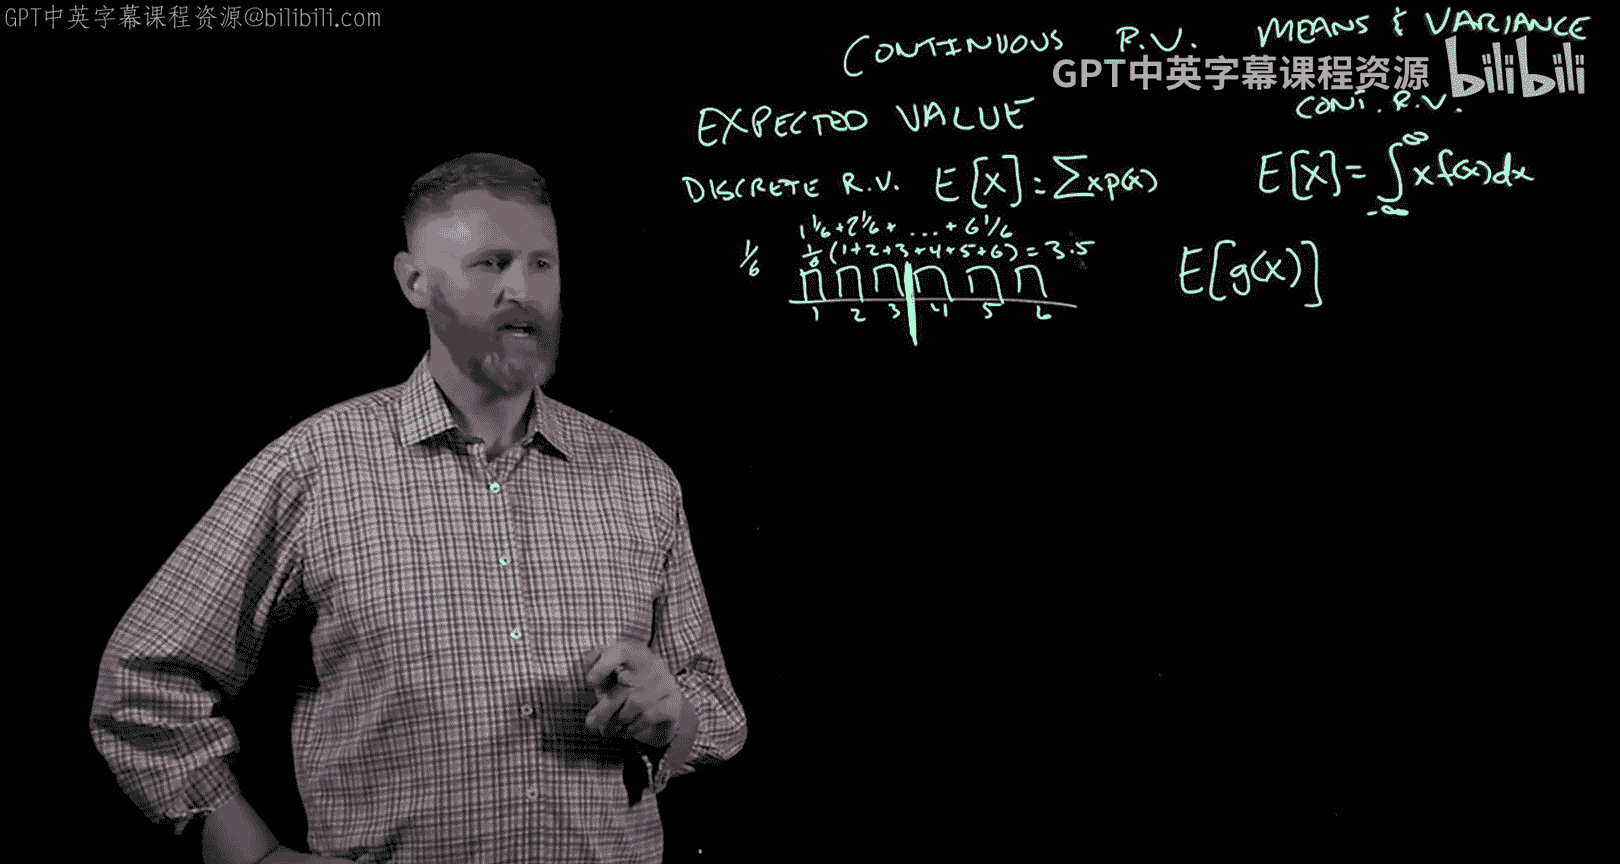 GPT中英字幕课程资源@bilibili.com
CONTINUOUS R.V. MEANS & VARIANCE
GPT中英字幕课程资源 bilibili
EXPECTED VALUE
CONT. R.V.
DISCRETE R.V. E[X] = ∑xp(x)
E[X] = ∫_{-∞}^{∞} x f(x) dx
1 1/6 + 2 1/6 + ... + 6 1/6
1/6
1/6 (1+2+3+4+5+6) = 3.5
E[g(x)]
1 2 3 4 5 6